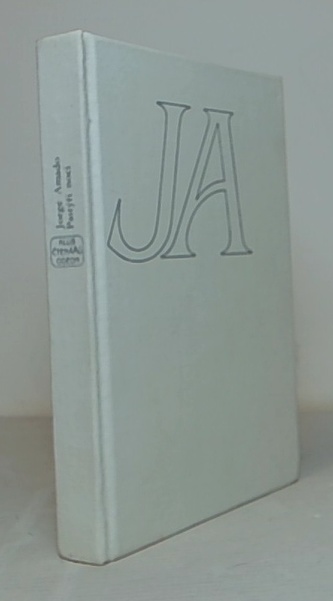 JA
Jorge Amado
Pastýři noci
KLUB
ČTENÁŘŮ
ODEON